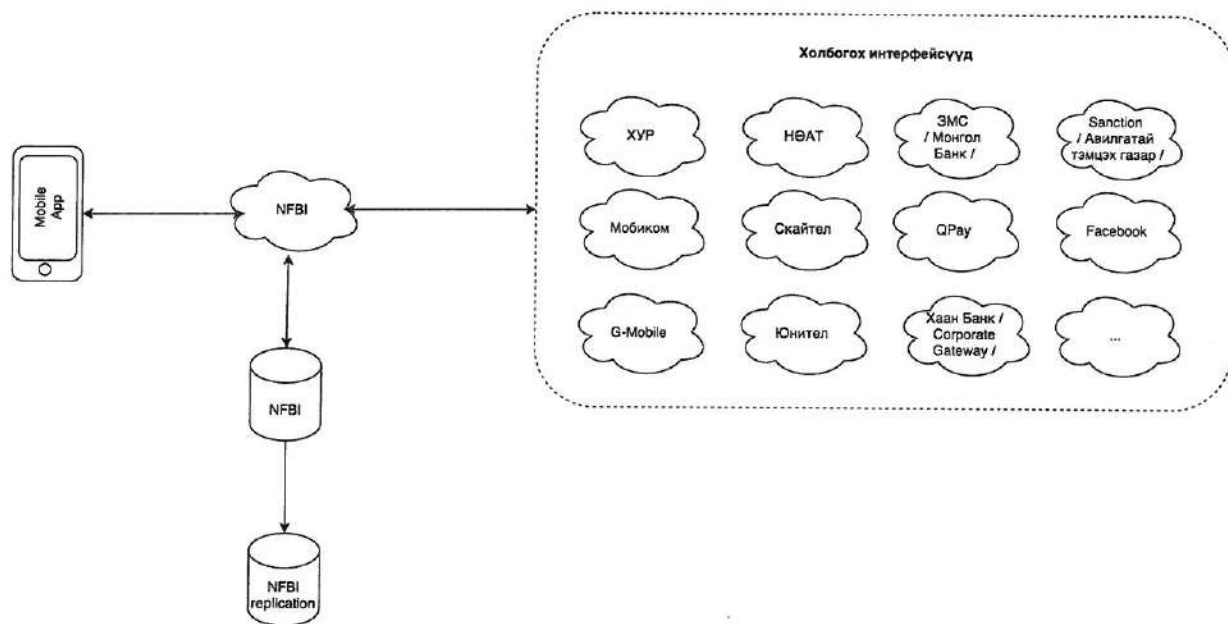 Холбогох интерфейсүүд
ХУР
НӨАТ
ЗМС
/ Монгол
Банк /
Sanction
/ Авилгатай
тэмцэх газар /
Mobile
App
NFBI
Мобиком
Скайтел
QPay
Facebook
G-Mobile
Юнител
Хаан Банк /
Corporate
Gateway /
...
NFBI
NFBI
replication